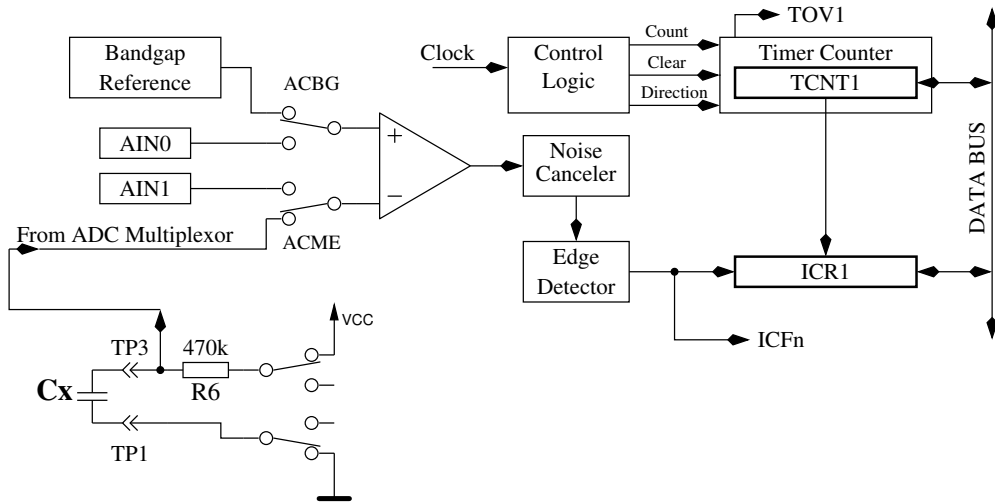 TOV1
Bandgap
Reference
ACBG
Clock
Control
Logic
Count
Clear
Direction
Timer Counter
TCNT1
AIN0
AIN1
+
−
Noise
Canceler
DATA BUS
From ADC Multiplexor
ACME
Edge
Detector
ICR1
VCC
ICFn
TP3
470k
R6
Cx
TP1